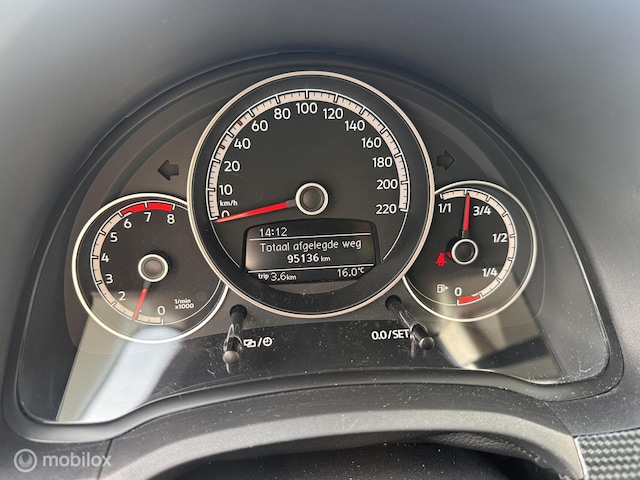 0 10 20 40 60 80 100 120 140 160 180 200 220
km/h
14:12
Totaal afgelegde weg
95136 km
trip 3.6 km 16.0°C
0 1 2 3 4 5 6 7 8
1/min
x1000
1/1 3/4 1/2 1/4 0
0.0/SET
mobilox